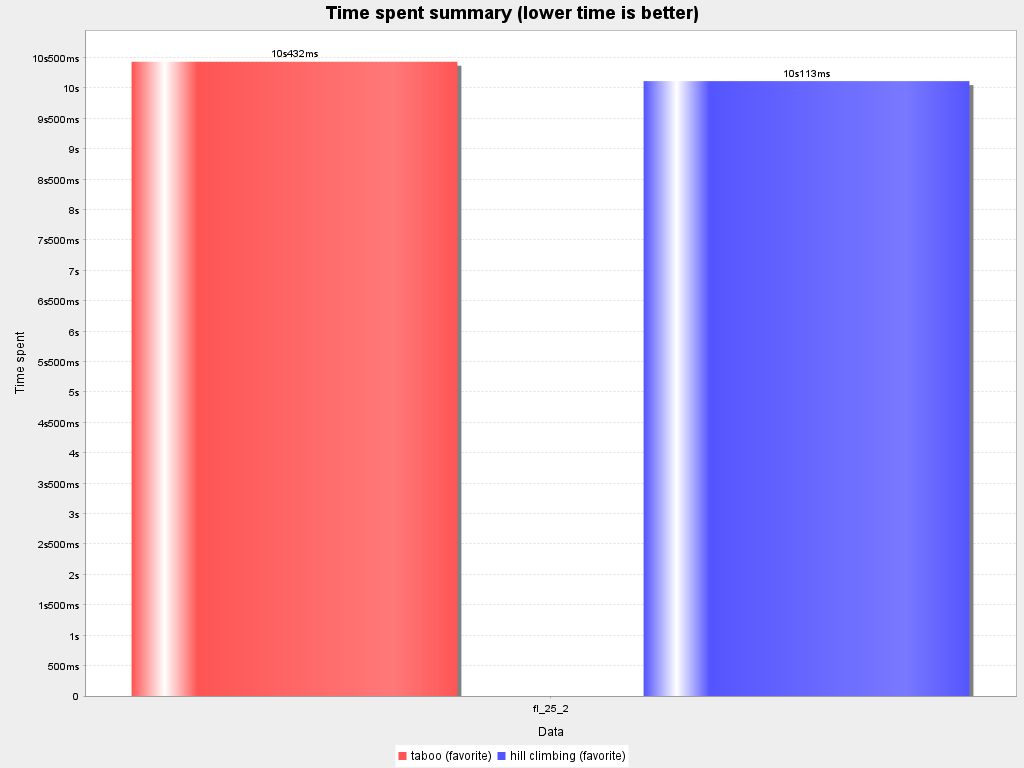 Time spent summary (lower time is better)
10s432ms
10s113ms
10s500ms
10s
9s500ms
9s
8s500ms
8s
7s500ms
7s
6s500ms
6s
5s500ms
5s
4s500ms
4s
3s500ms
3s
2s500ms
2s
1s500ms
1s
500ms
0
Time spent
fl_25_2
Data
taboo (favorite) hill climbing (favorite)